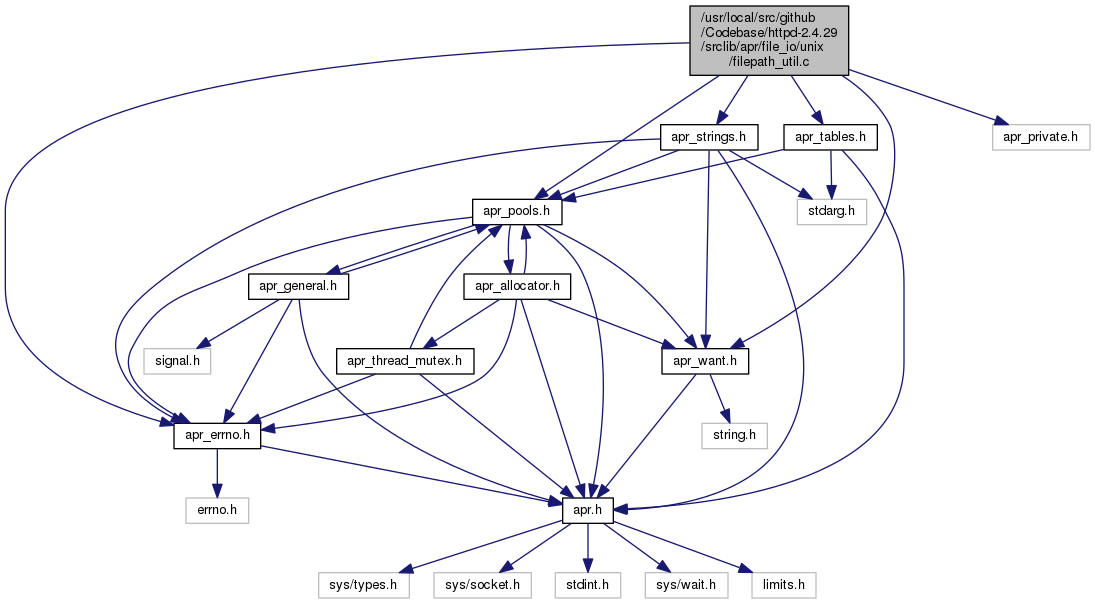 /usr/local/src/github
/Codebase/httpd-2.4.29
/srclib/apr/file_io/unix
/filepath_util.c
apr_strings.h
apr_tables.h
apr_private.h
apr_pools.h
stdarg.h
apr_general.h
apr_allocator.h
signal.h
apr_thread_mutex.h
apr_want.h
apr_errno.h
string.h
errno.h
apr.h
sys/types.h
sys/socket.h
stdint.h
sys/wait.h
limits.h